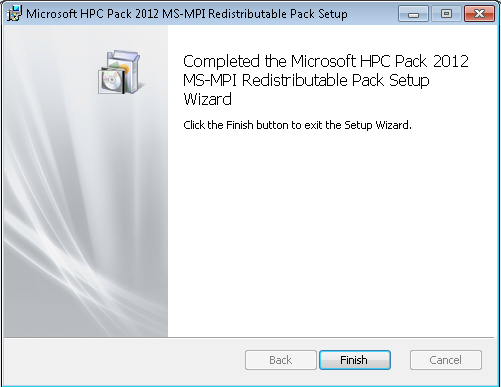 Microsoft HPC Pack 2012 MS-MPI Redistributable Pack Setup
Completed the Microsoft HPC Pack 2012
MS-MPI Redistributable Pack Setup
Wizard
Click the Finish button to exit the Setup Wizard.
Back Finish Cancel